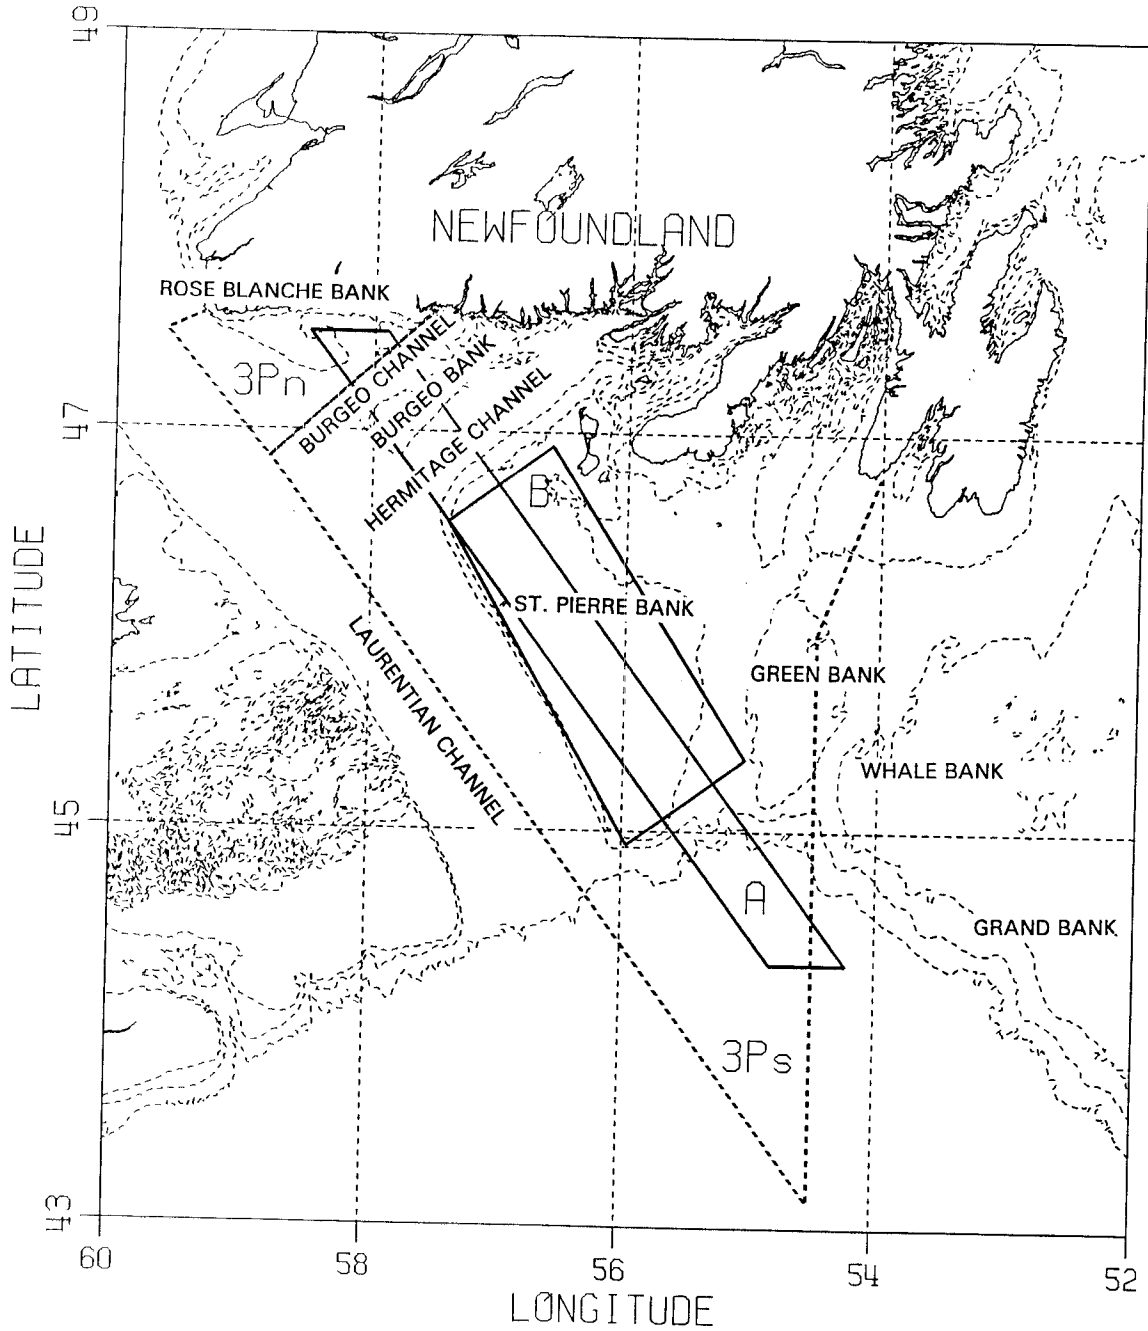 49
NEWFOUNDLAND
ROSE BLANCHE BANK
3Pn
BURGEO CHANNEL
BURGEO BANK
HERMITAGE CHANNEL
47
B
ST. PIERRE BANK
LAURENTIAN CHANNEL
GREEN BANK
WHALE BANK
LATITUDE
45
A
GRAND BANK
3Ps
43
60
58
56
54
52
LONGITUDE